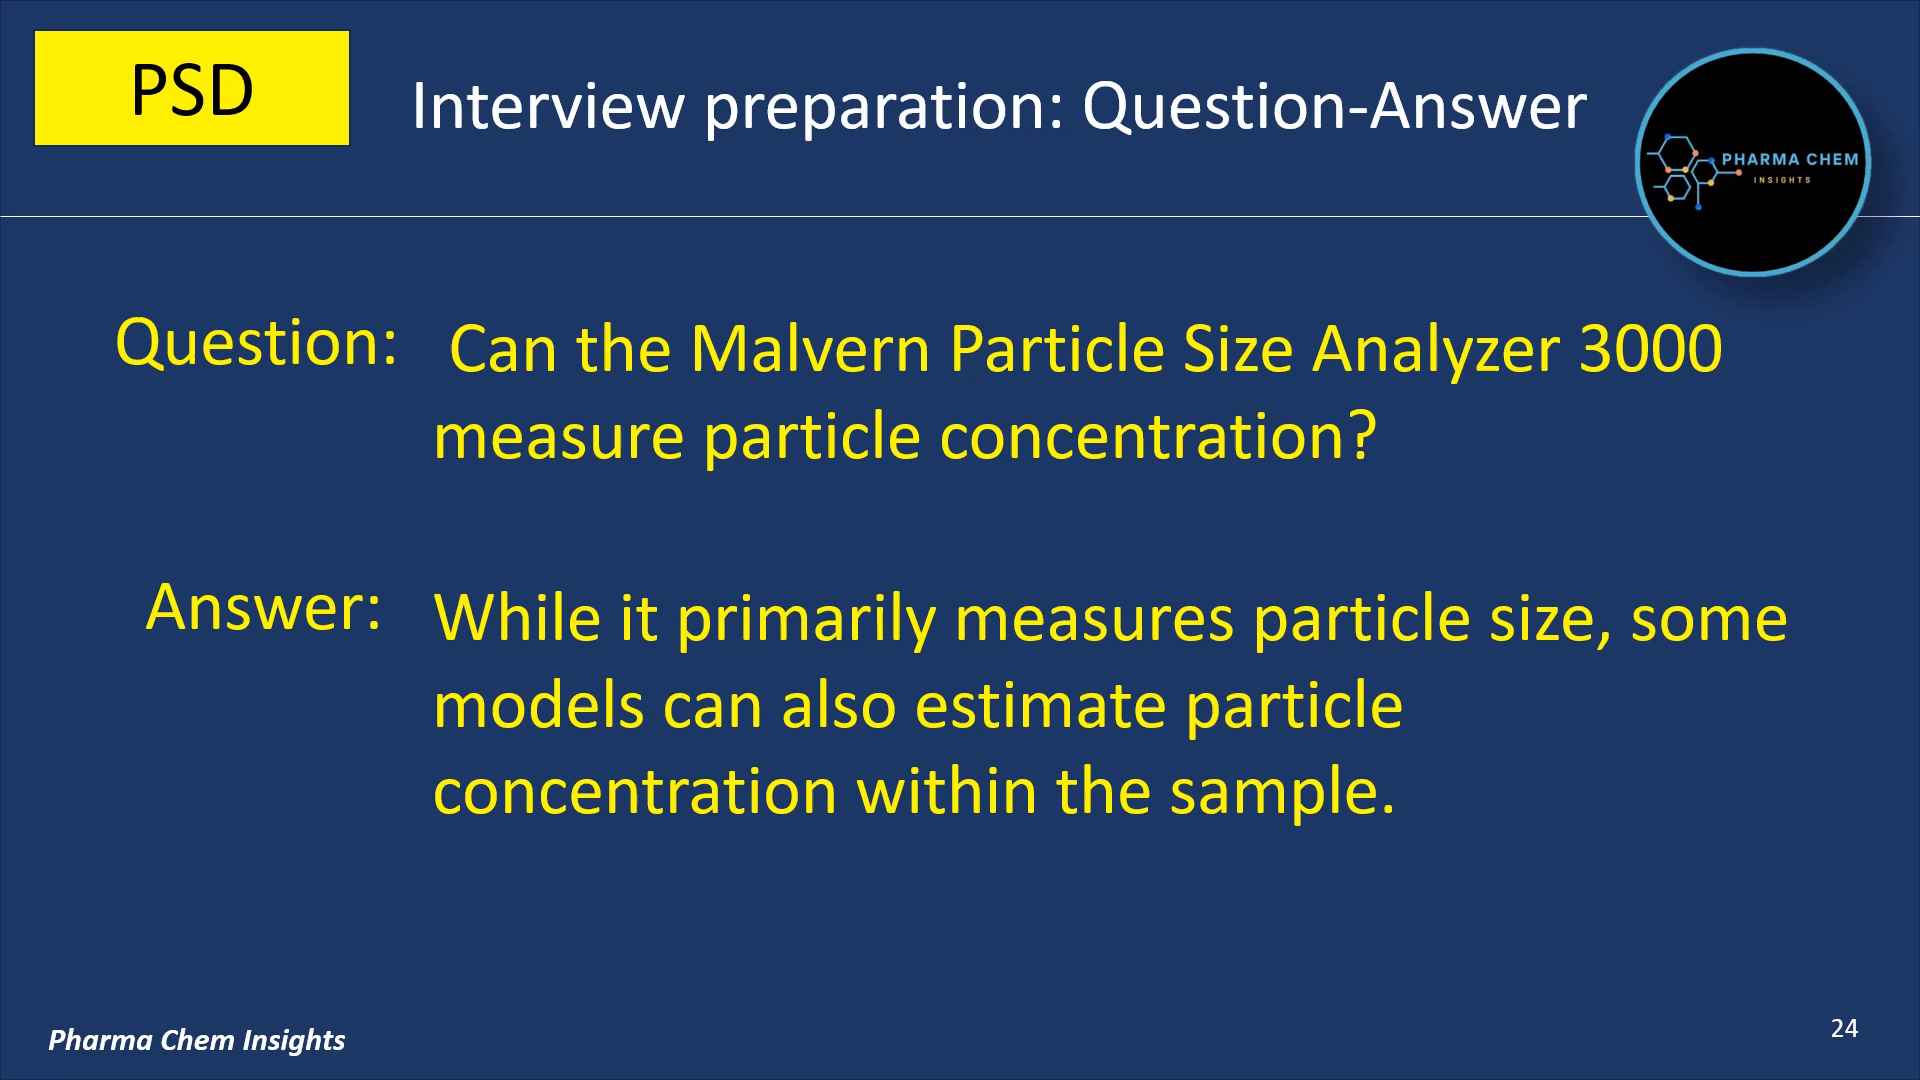 PSD
Interview preparation: Question-Answer
PHARMA CHEM
INSIGHTS
Question: Can the Malvern Particle Size Analyzer 3000
measure particle concentration?
Answer: While it primarily measures particle size, some
models can also estimate particle
concentration within the sample.
Pharma Chem Insights
24